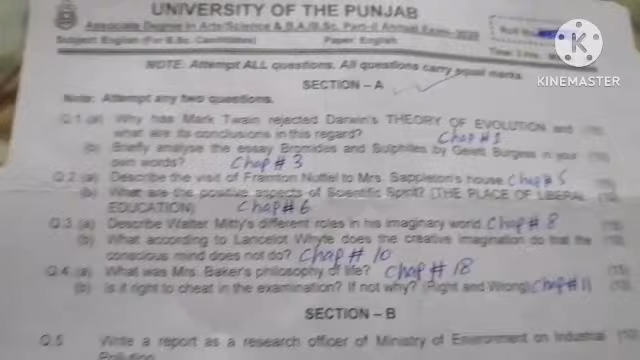 UNIVERSITY OF THE PUNJAB
Associate Degree in Arts/Science & B.A/B.Sc. Part-II Annual Exam-2020
Roll No.
Subject: English (For B.Sc. Candidates) Paper: English
Time: 3 Hrs.
KINEMASTER
NOTE: Attempt ALL questions. All questions carry equal marks.
SECTION – A
Note: Attempt any two questions.
Q.1 (a) Why has Mark Twain rejected Darwin's THEORY OF EVOLUTION and
what are its conclusions in this regard? Chap # 1
(b) Briefly analyse the essay Bromides and Sulphites by Gelett Burgess in your
own words? Chap # 3
Q.2 (a) Describe the visit of Framton Nuttel to Mrs. Sappleton's house Chap # 5
(b) What are the positive aspects of Scientific Spirit? (THE PLACE OF LIBERAL
EDUCATION) Chap # 6
Q.3 (a) Describe Walter Mitty's different roles in his imaginary world. Chap # 8
(b) What according to Lancelot Whyte does the creative imagination do that the
conscious mind does not do? Chap # 10
Q.4 (a) What was Mrs. Baker's philosophy of life? Chap # 18
(b) Is it right to cheat in the examination? If not why? (Right and Wrong) Chap # 11
SECTION – B
Q.5 Write a report as a research officer of Ministry of Environment on Industrial
Pollution.